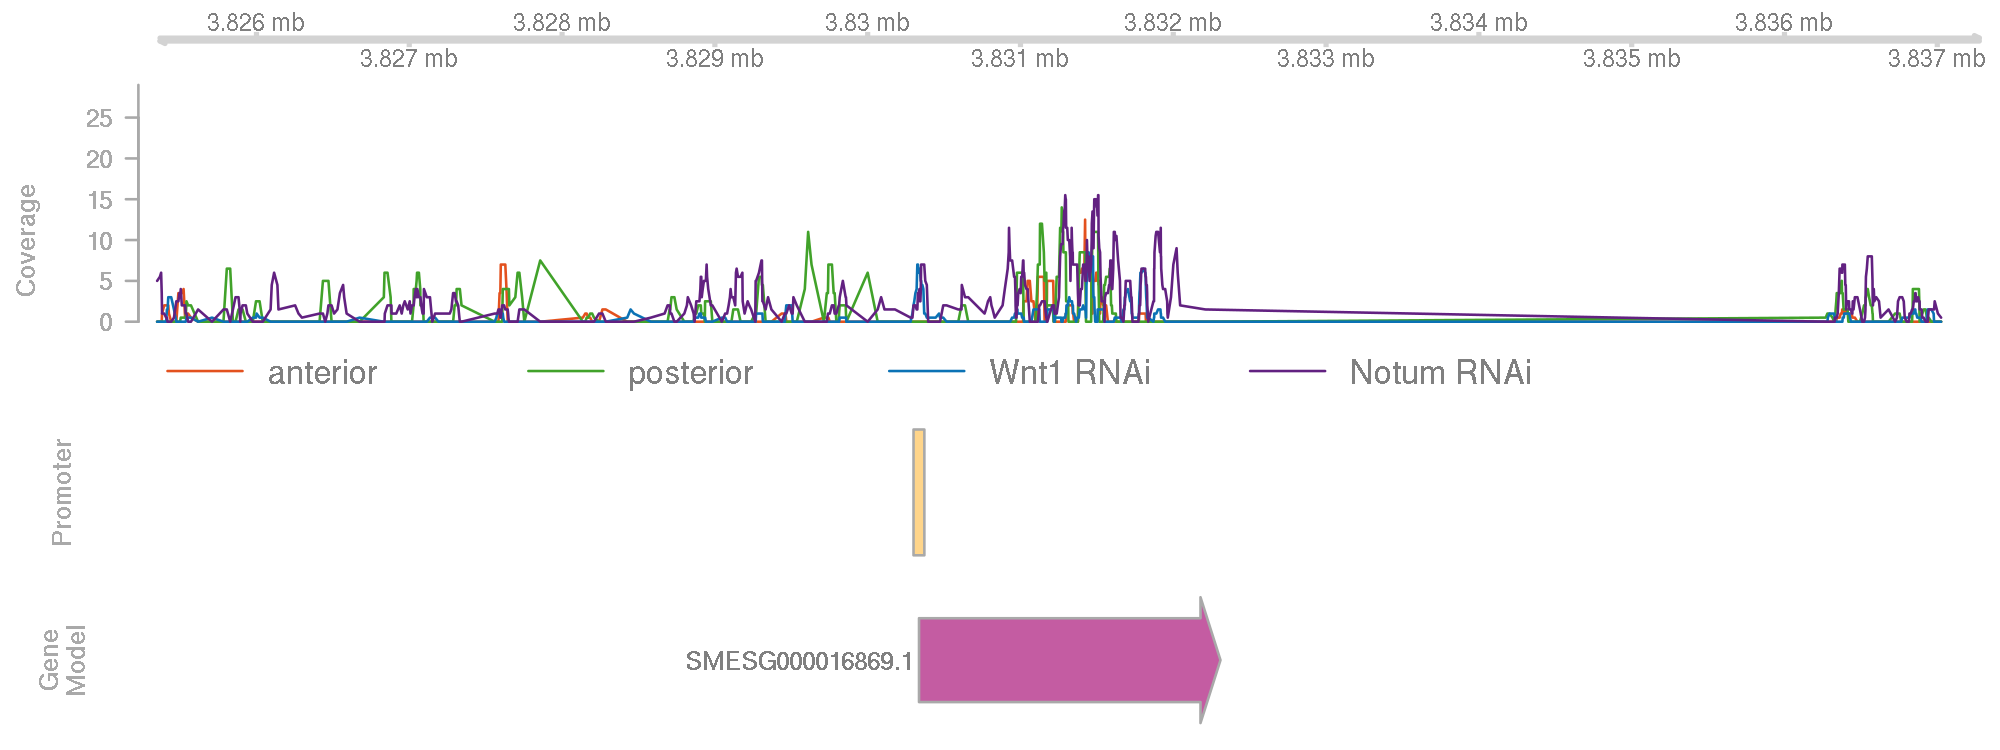 3.826 mb 3.828 mb 3.83 mb 3.832 mb 3.834 mb 3.836 mb
3.827 mb 3.829 mb 3.831 mb 3.833 mb 3.835 mb 3.837 mb
Coverage
25
20
15
10
5
0
anterior posterior Wnt1 RNAi Notum RNAi
Promoter
Gene
Model
SMESG000016869.1